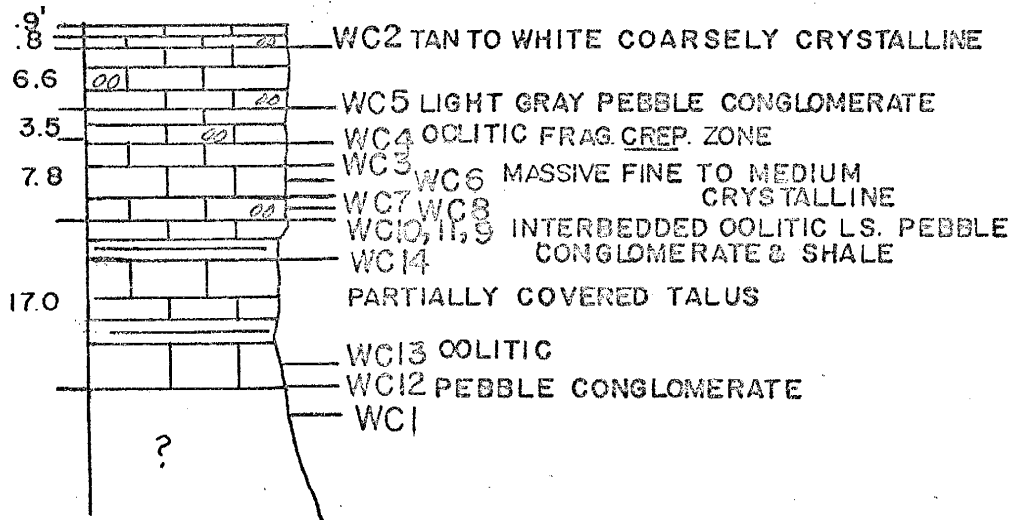 .9'
.8 WC2 TAN TO WHITE COARSELY CRYSTALLINE
6.6
WC5 LIGHT GRAY PEBBLE CONGLOMERATE
3.5
WC4 OOLITIC FRAG. CREP. ZONE
WC3
7.8 WC6 MASSIVE FINE TO MEDIUM
CRYSTALLINE
WC7 WC8
WC10, 11, 9 INTERBEDDED OOLITIC LS. PEBBLE
CONGLOMERATE & SHALE
WC14
17.0 PARTIALLY COVERED TALUS
WC13 OOLITIC
WC12 PEBBLE CONGLOMERATE
WC1
?